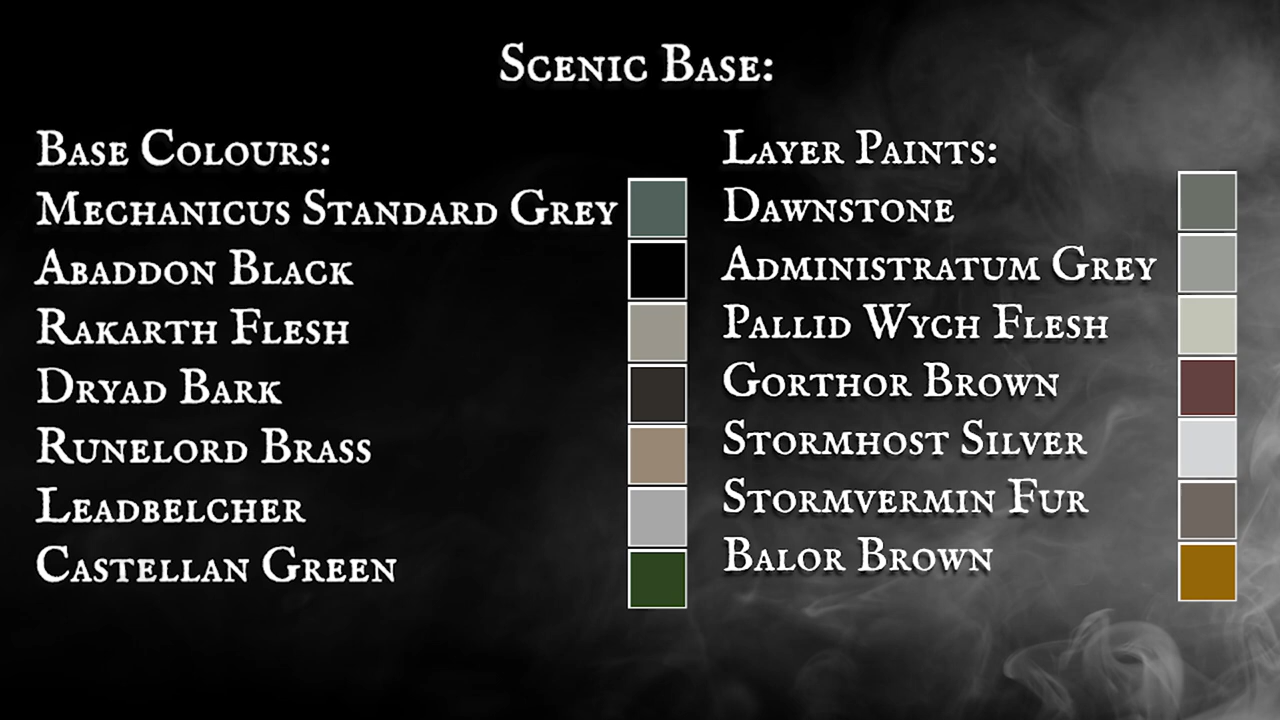 Scenic Base:
Base Colours:
Mechanicus Standard Grey
Abaddon Black
Rakarth Flesh
Dryad Bark
Runelord Brass
Leadbelcher
Castellan Green
Layer Paints:
Dawnstone
Administratum Grey
Pallid Wych Flesh
Gorthor Brown
Stormhost Silver
Stormvermin Fur
Balor Brown